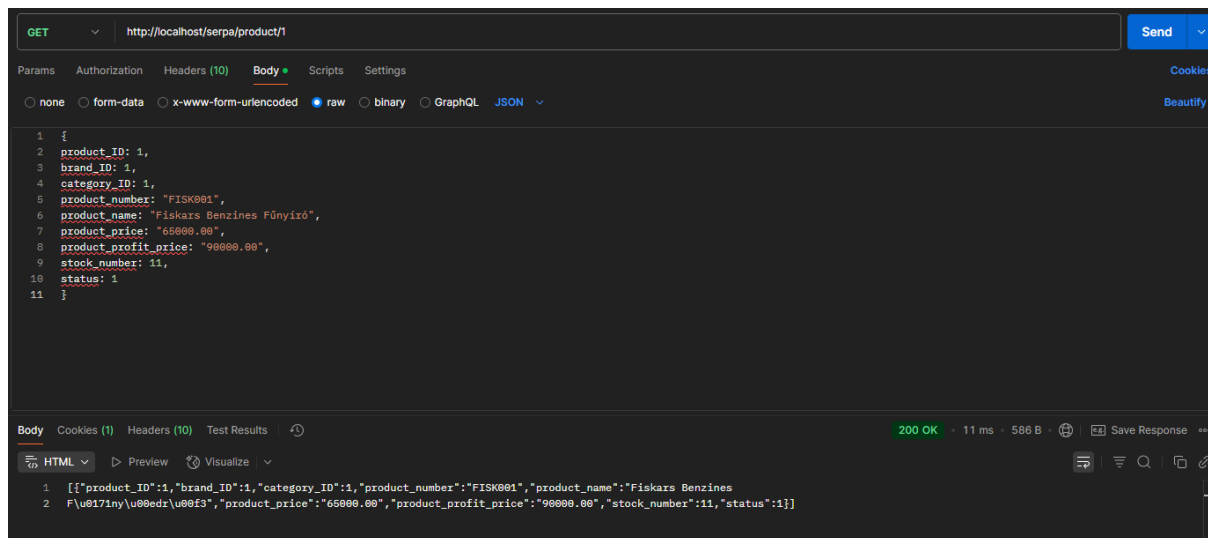 GET http://localhost/serpa/product/1 Send
Params Authorization Headers (10) Body Scripts Settings Cookies
none form-data x-www-form-urlencoded raw binary GraphQL JSON Beautify
1 {
2 product_ID: 1,
3 brand_ID: 1,
4 category_ID: 1,
5 product_number: "FISK001",
6 product_name: "Fiskars Benzines Fűnyíró",
7 product_price: "65000.00",
8 product_profit_price: "90000.00",
9 stock_number: 11,
10 status: 1
11 }
Body Cookies (1) Headers (10) Test Results 200 OK 11 ms 586 B e.g. Save Response
HTML Preview Visualize
1 [{"product_ID":1,"brand_ID":1,"category_ID":1,"product_number":"FISK001","product_name":"Fiskars Benzines
2 F\u0171ny\u00edr\u00f3","product_price":"65000.00","product_profit_price":"90000.00","stock_number":11,"status":1}]